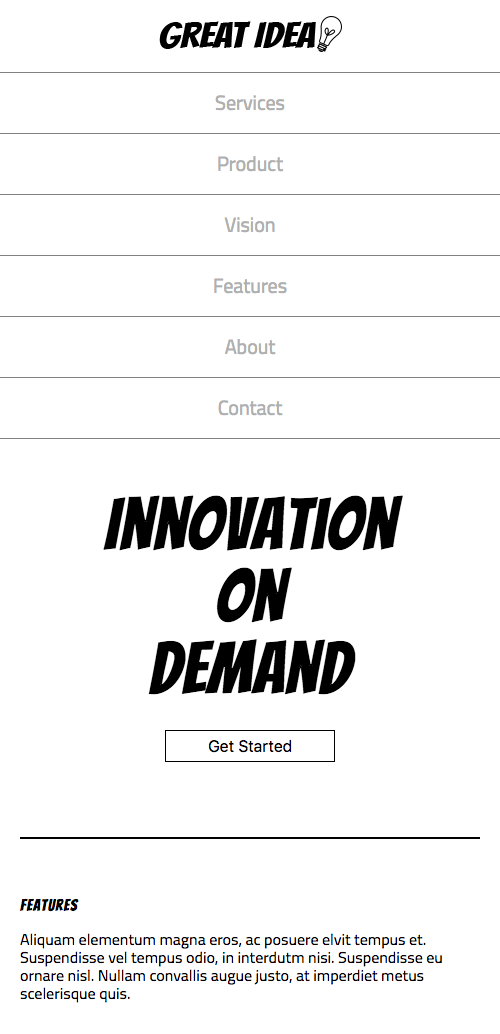 GREAT IDEA
Services
Product
Vision
Features
About
Contact
INNOVATION
ON
DEMAND
Get Started
FEATURES
Aliquam elementum magna eros, ac posuere elvit tempus et.
Suspendisse vel tempus odio, in interdutm nisi. Suspendisse eu
ornare nisl. Nullam convallis augue justo, at imperdiet metus
scelerisque quis.